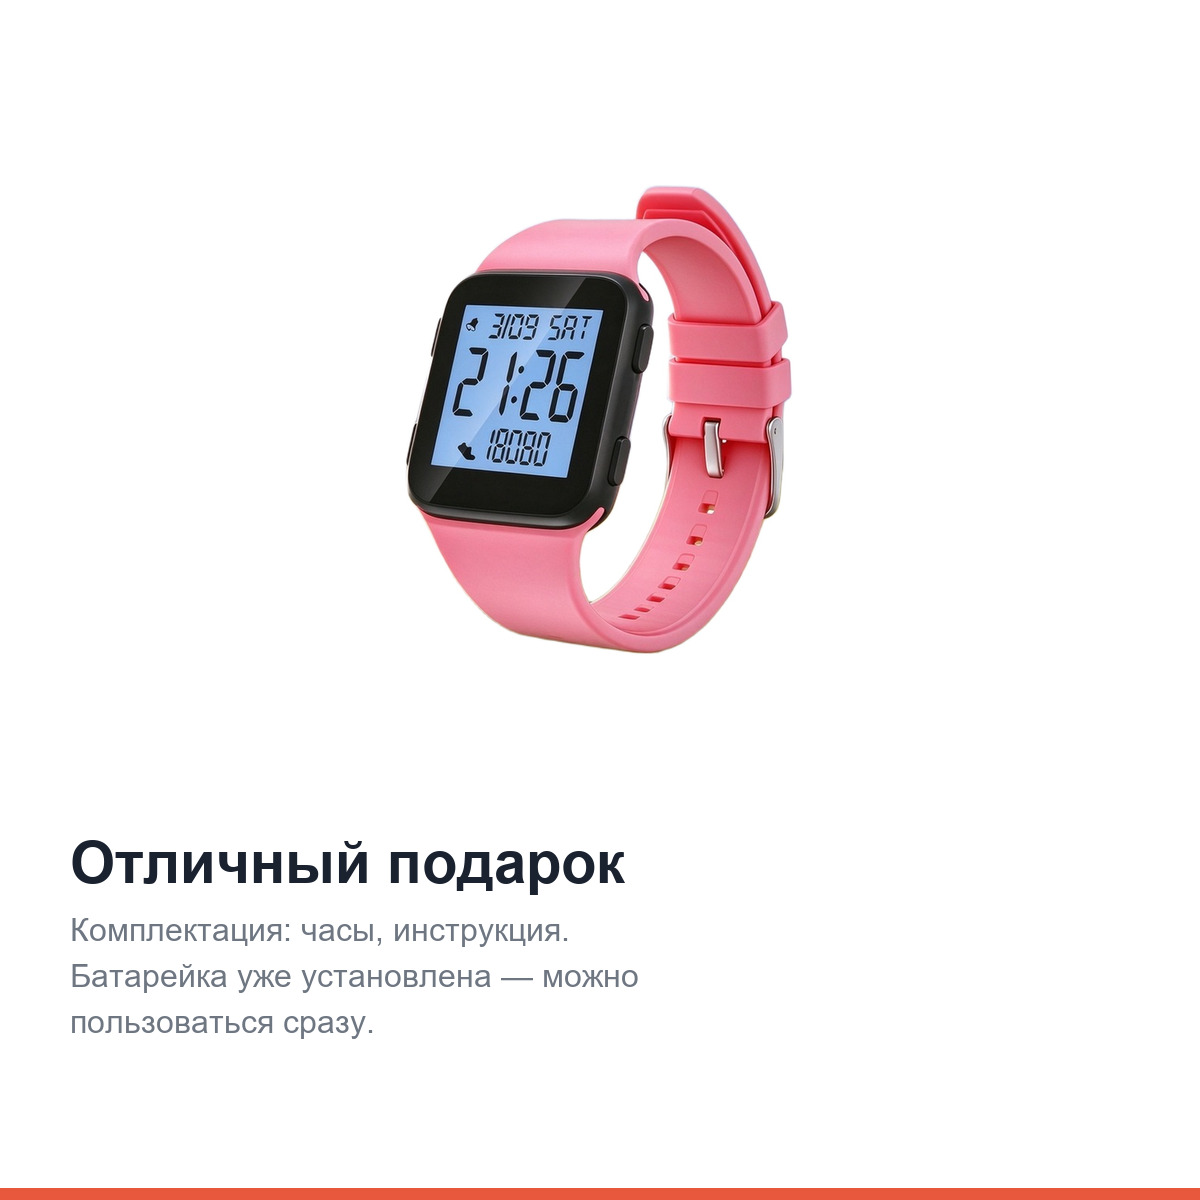 3109 SAT
21:26
18080
Отличный подарок
Комплектация: часы, инструкция.
Батарейка уже установлена — можно
пользоваться сразу.